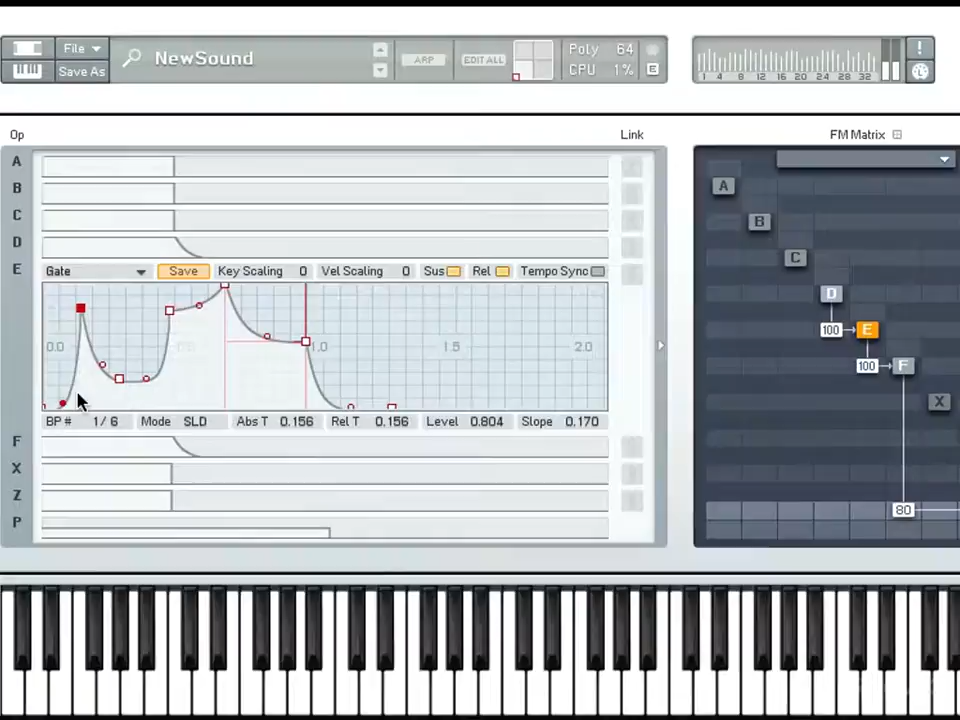 File
Save As
NewSound
ARP
EDIT ALL
Poly 64
CPU 1%
E
!
1 4 8 12 16 20 24 28 32
Op
Link
FM Matrix
A
B
C
D
E
Gate Save Key Scaling 0 Vel Scaling 0 Sus Rel Tempo Sync
0.0 1.0 1.5 2.0
BP # 1/ 6 Mode SLD Abs T 0.156 Rel T 0.156 Level 0.804 Slope 0.170
F
X
Z
P
A
B
C
D
100 E
100 F
X
80